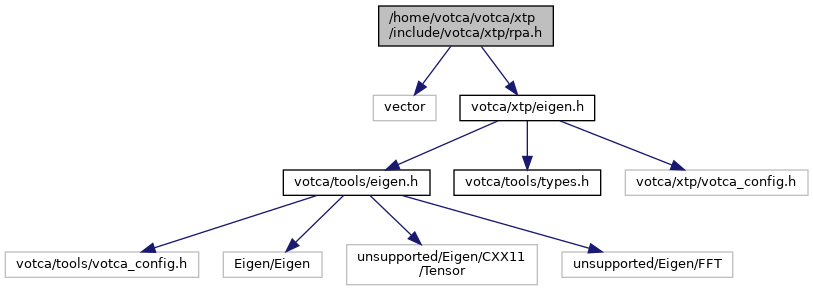 /home/votca/votca/xtp
/include/votca/xtp/rpa.h
vector
votca/xtp/eigen.h
votca/tools/eigen.h
votca/tools/types.h
votca/xtp/votca_config.h
votca/tools/votca_config.h
Eigen/Eigen
unsupported/Eigen/CXX11
/Tensor
unsupported/Eigen/FFT